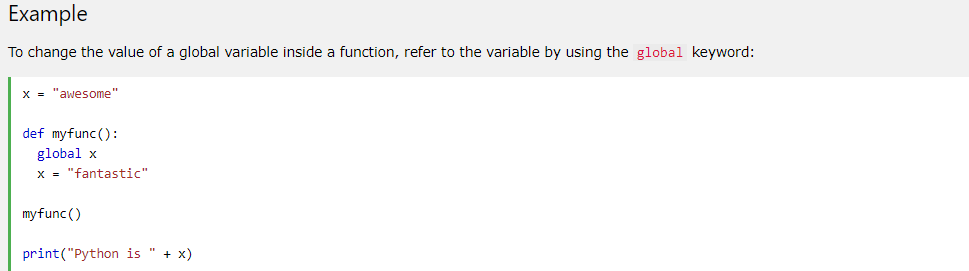 Example
To change the value of a global variable inside a function, refer to the variable by using the global keyword:
x = "awesome"
def myfunc():
  global x
  x = "fantastic"
myfunc()
print("Python is " + x)